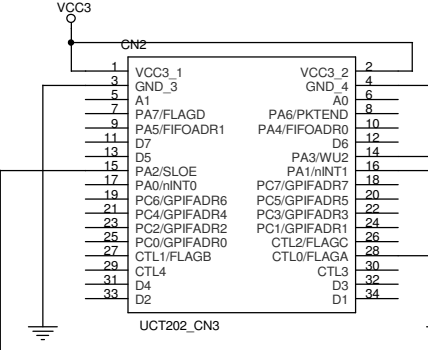 VCC3
CN2
1 VCC3_1 VCC3_2 2
3 GND_3 GND_4 4
5 A1 A0 6
7 PA7/FLAGD PA6/PKTEND 8
9 PA5/FIFOADR1 PA4/FIFOADR0 10
11 D7 D6 12
13 D5 PA3/WU2 14
15 PA2/SLOE PA1/nINT1 16
17 PA0/nINT0 PC7/GPIFADR7 18
19 PC6/GPIFADR6 PC5/GPIFADR5 20
21 PC4/GPIFADR4 PC3/GPIFADR3 22
23 PC2/GPIFADR2 PC1/GPIFADR1 24
25 PC0/GPIFADR0 CTL2/FLAGC 26
27 CTL1/FLAGB CTL0/FLAGA 28
29 CTL4 CTL3 30
31 D4 D3 32
33 D2 D1 34
UCT202_CN3